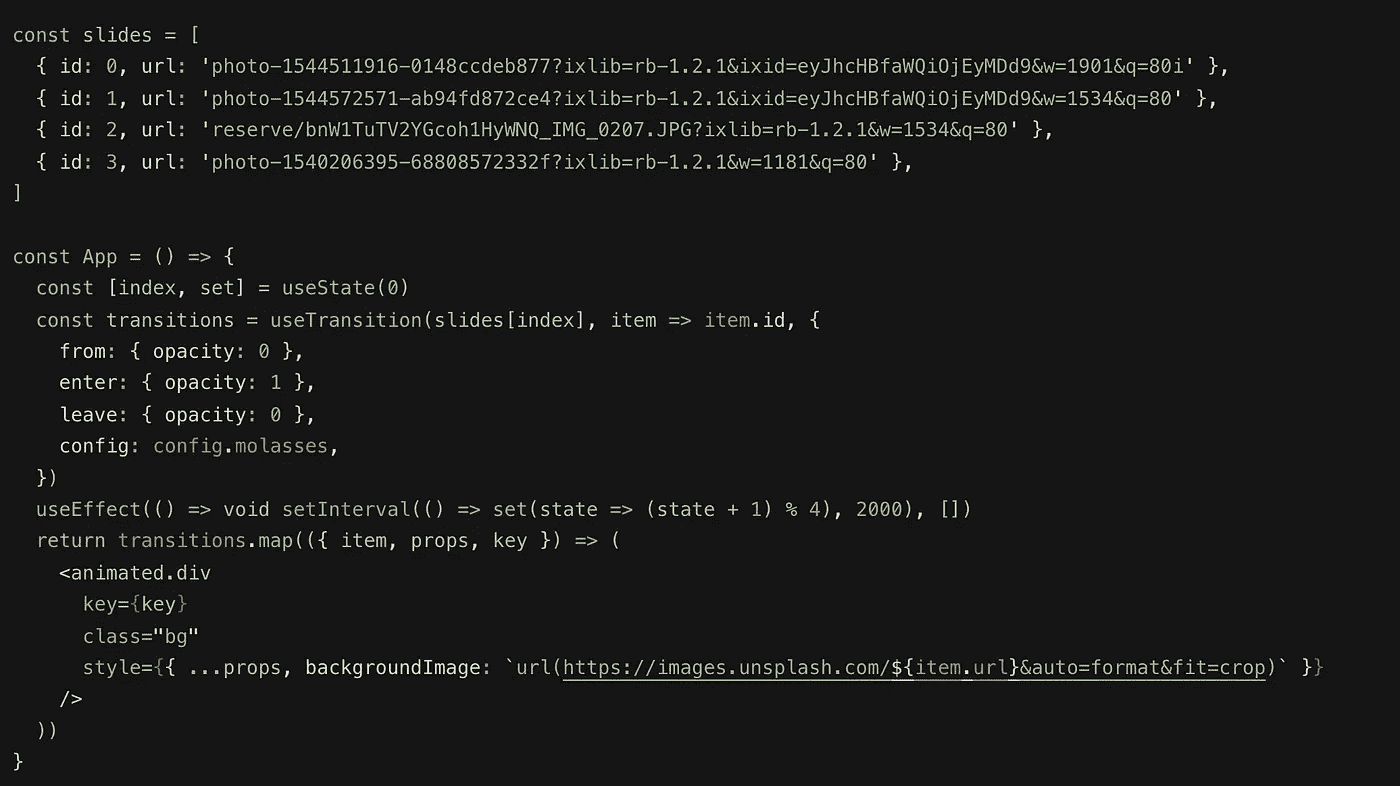 const slides = [
  { id: 0, url: 'photo-1544511916-0148ccdeb877?ixlib=rb-1.2.1&ixid=eyJhcHBfaWQiOjEyMDd9&w=1901&q=80i' },
  { id: 1, url: 'photo-1544572571-ab94fd872ce4?ixlib=rb-1.2.1&ixid=eyJhcHBfaWQiOjEyMDd9&w=1534&q=80' },
  { id: 2, url: 'reserve/bnW1TuTV2YGcoh1HyWNQ_IMG_0207.JPG?ixlib=rb-1.2.1&w=1534&q=80' },
  { id: 3, url: 'photo-1540206395-68808572332f?ixlib=rb-1.2.1&w=1181&q=80' },
]
const App = () => {
  const [index, set] = useState(0)
  const transitions = useTransition(slides[index], item => item.id, {
    from: { opacity: 0 },
    enter: { opacity: 1 },
    leave: { opacity: 0 },
    config: config.molasses,
  })
  useEffect(() => void setInterval(() => set(state => (state + 1) % 4), 2000), [])
  return transitions.map(({ item, props, key }) => (
    <animated.div
      key={key}
      class="bg"
      style={{ ...props, backgroundImage: `url(https://images.unsplash.com/${item.url}&auto=format&fit=crop)` }}
    />
  ))
}